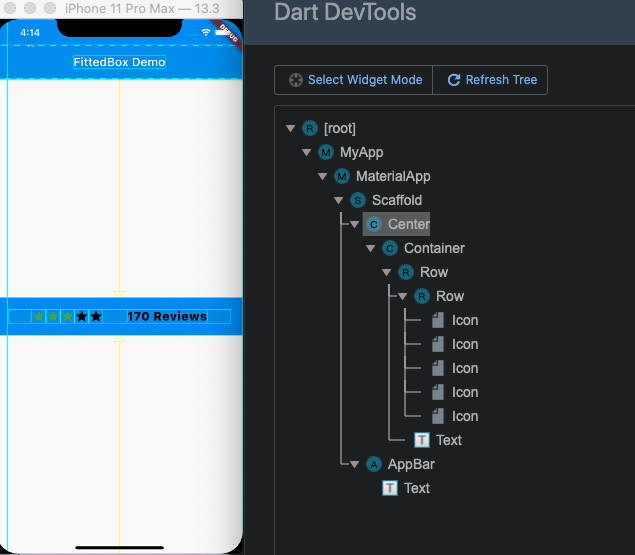 iPhone 11 Pro Max — 13.3
4:14
DEBUG
FittedBox Demo
170 Reviews
Dart DevTools
Select Widget Mode
Refresh Tree
R [root]
M MyApp
M MaterialApp
S Scaffold
C Center
C Container
R Row
R Row
Icon
Icon
Icon
Icon
Icon
T Text
A AppBar
T Text